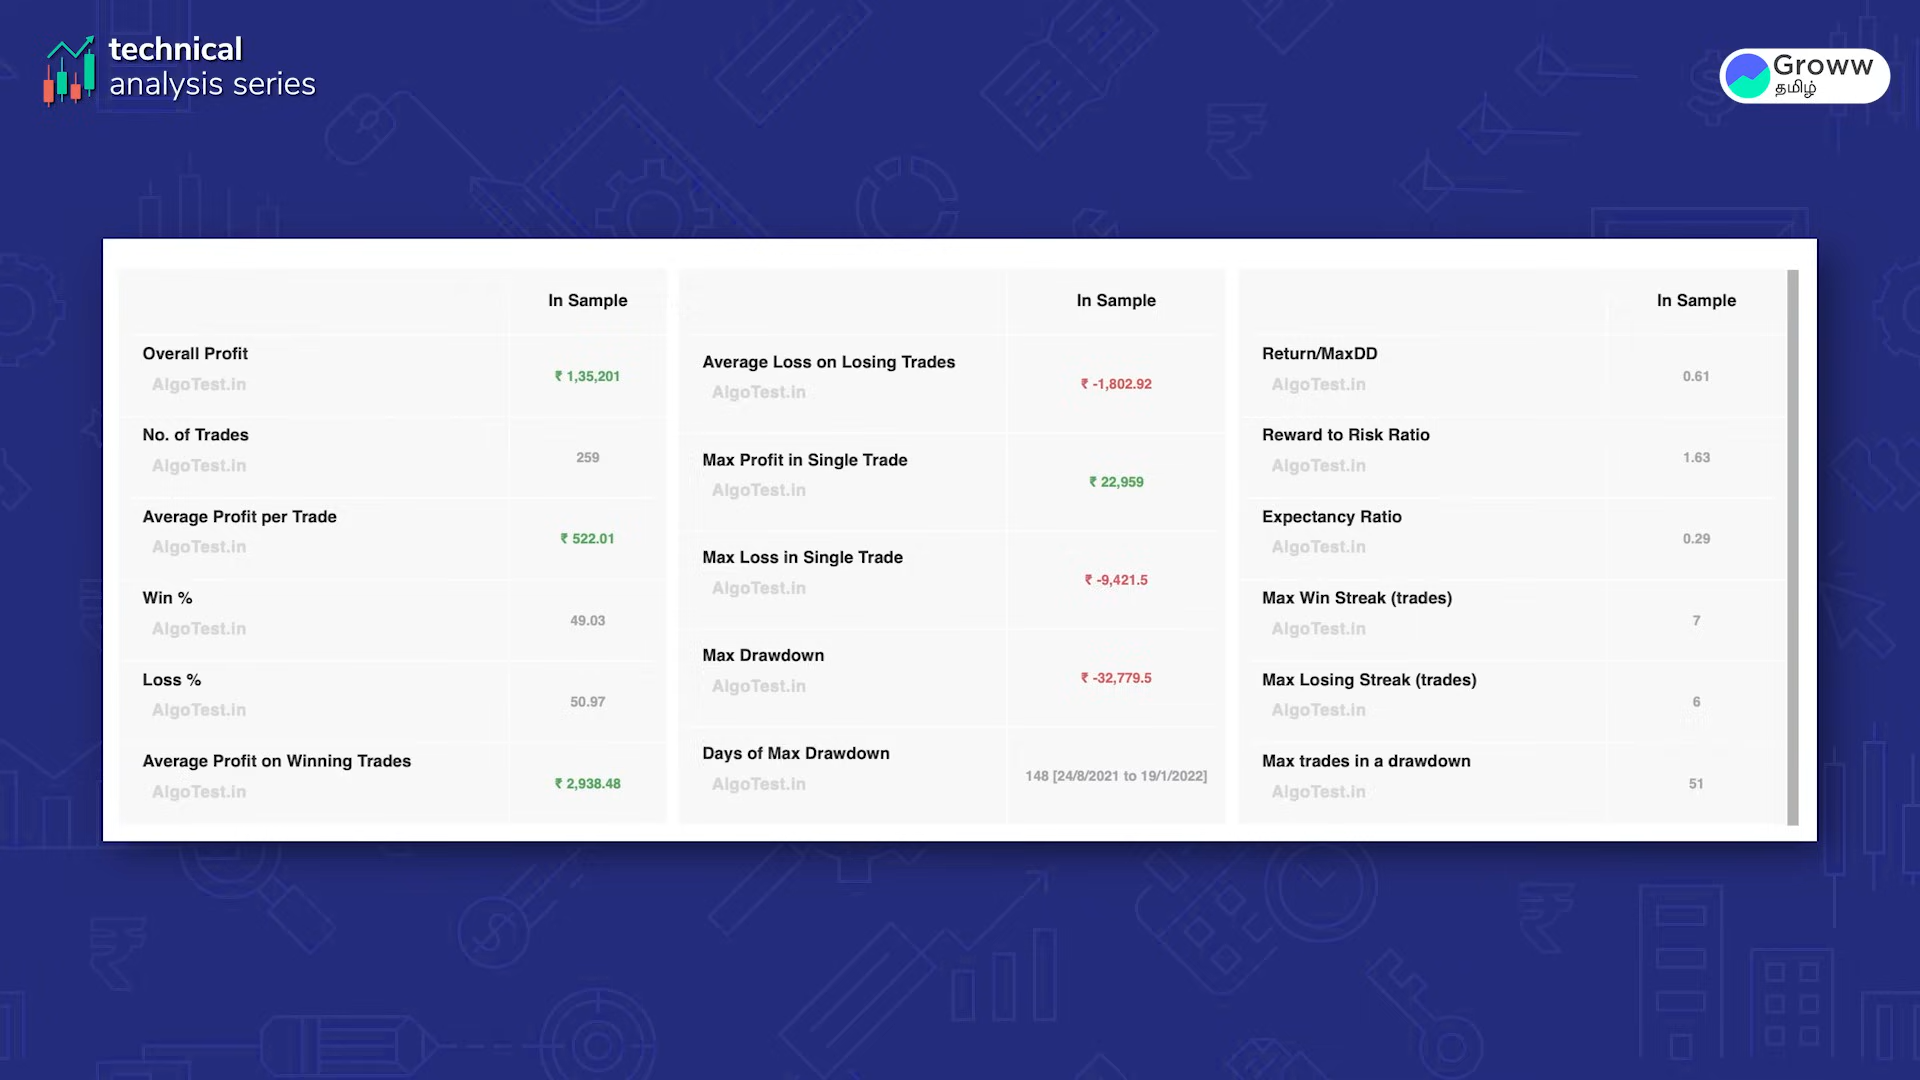 technical
analysis series
Groww
தமிழ்
In Sample
Overall Profit
AlgoTest.in
₹ 1,35,201
No. of Trades
AlgoTest.in
259
Average Profit per Trade
AlgoTest.in
₹ 522.01
Win %
AlgoTest.in
49.03
Loss %
AlgoTest.in
50.97
Average Profit on Winning Trades
AlgoTest.in
₹ 2,938.48
In Sample
Average Loss on Losing Trades
AlgoTest.in
₹ -1,802.92
Max Profit in Single Trade
AlgoTest.in
₹ 22,959
Max Loss in Single Trade
AlgoTest.in
₹ -9,421.5
Max Drawdown
AlgoTest.in
₹ -32,779.5
Days of Max Drawdown
AlgoTest.in
148 [24/8/2021 to 19/1/2022]
In Sample
Return/MaxDD
AlgoTest.in
0.61
Reward to Risk Ratio
AlgoTest.in
1.63
Expectancy Ratio
AlgoTest.in
0.29
Max Win Streak (trades)
AlgoTest.in
7
Max Losing Streak (trades)
AlgoTest.in
6
Max trades in a drawdown
AlgoTest.in
51